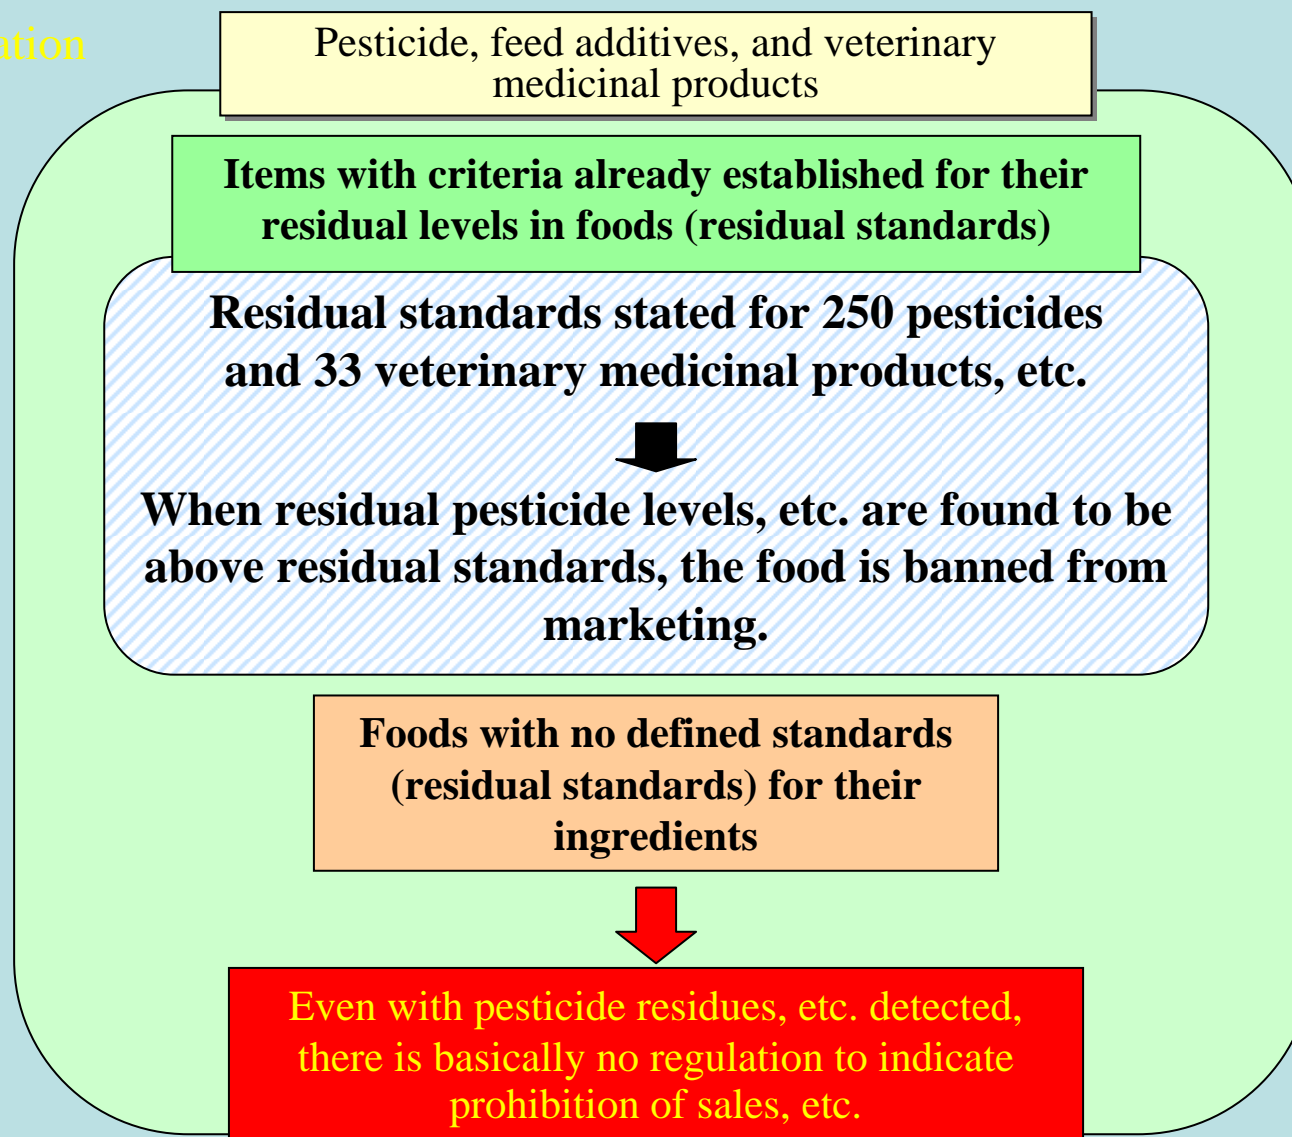 Pesticide, feed additives, and veterinary
medicinal products
Items with criteria already established for their
residual levels in foods (residual standards)
Residual standards stated for 250 pesticides
and 33 veterinary medicinal products, etc.
When residual pesticide levels, etc. are found to be
above residual standards, the food is banned from
marketing.
Foods with no defined standards
(residual standards) for their
ingredients
Even with pesticide residues, etc. detected,
there is basically no regulation to indicate
prohibition of sales, etc.